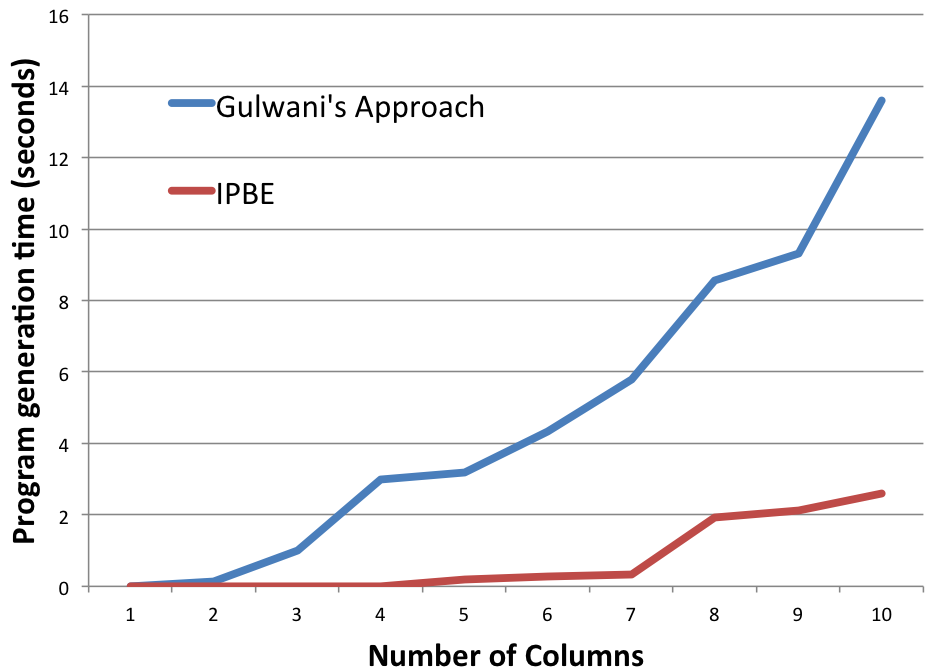 16
14
12
10
8
6
4
2
0
Program generation time (seconds)
Gulwani's Approach
IPBE
1 2 3 4 5 6 7 8 9 10
Number of Columns